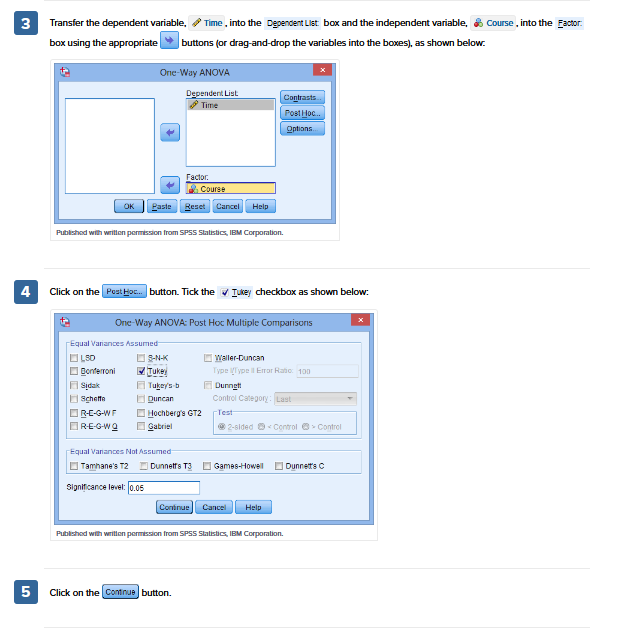 3
Transfer the dependent variable, Time , into the Dependent List: box and the independent variable, Course , into the Factor:
box using the appropriate buttons (or drag-and-drop the variables into the boxes), as shown below:
One-Way ANOVA
x
Dependent List:
Time
Contrasts...
Post Hoc...
Options...
Factor:
Course
OK Paste Reset Cancel Help
Published with written permission from SPSS Statistics, IBM Corporation.
4
Click on the Post Hoc... button. Tick the Tukey checkbox as shown below:
One-Way ANOVA: Post Hoc Multiple Comparisons
x
Equal Variances Assumed
LSD S-N-K Waller-Duncan
Bonferroni Tukey Type I/Type II Error Ratio: 100
Sidak Tukey's-b Dunnett
Scheffe Duncan Control Category : Last
R-E-G-W F Hochberg's GT2 Test
R-E-G-W Q Gabriel 2-sided < Control > Control
Equal Variances Not Assumed
Tamhane's T2 Dunnett's T3 Games-Howell Dunnett's C
Significance level: 0.05
Continue Cancel Help
Published with written permission from SPSS Statistics, IBM Corporation.
5
Click on the Continue button.